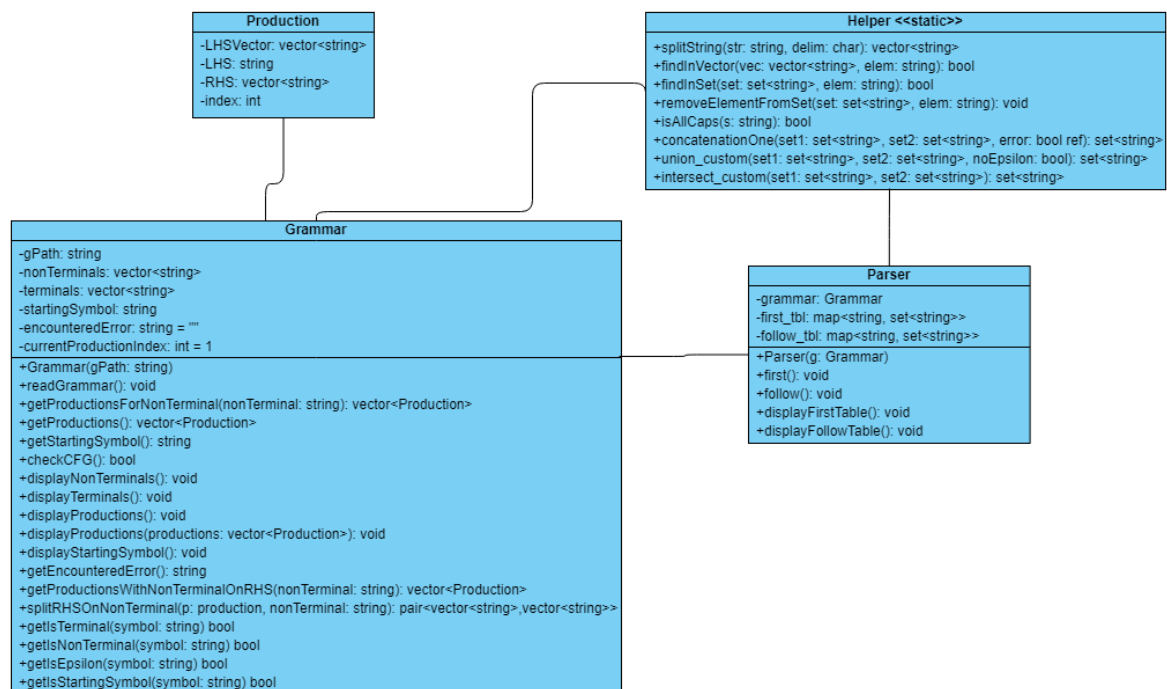 Production
-LHSVector: vector<string>
-LHS: string
-RHS: vector<string>
-index: int
Helper <<static>>
+splitString(str: string, delim: char): vector<string>
+findInVector(vec: vector<string>, elem: string): bool
+findInSet(set: set<string>, elem: string): bool
+removeElementFromSet(set: set<string>, elem: string): void
+isAllCaps(s: string): bool
+concatenationOne(set1: set<string>, set2: set<string>, error: bool ref): set<string>
+union_custom(set1: set<string>, set2: set<string>, noEpsilon: bool): set<string>
+intersect_custom(set1: set<string>, set2: set<string>): set<string>
Grammar
-gPath: string
-nonTerminals: vector<string>
-terminals: vector<string>
-startingSymbol: string
-encounteredError: string = ""
-currentProductionIndex: int = 1
+Grammar(gPath: string)
+readGrammar(): void
+getProductionsForNonTerminal(nonTerminal: string): vector<Production>
+getProductions(): vector<Production>
+getStartingSymbol(): string
+checkCFG(): bool
+displayNonTerminals(): void
+displayTerminals(): void
+displayProductions(): void
+displayProductions(productions: vector<Production>): void
+displayStartingSymbol(): void
+getEncounteredError(): string
+getProductionsWithNonTerminalOnRHS(nonTerminal: string): vector<Production>
+splitRHSOnNonTerminal(p: production, nonTerminal: string): pair<vector<string>,vector<string>>
+getIsTerminal(symbol: string) bool
+getIsNonTerminal(symbol: string) bool
+getIsEpsilon(symbol: string) bool
+getIsStartingSymbol(symbol: string) bool
Parser
-grammar: Grammar
-first_tbl: map<string, set<string>>
-follow_tbl: map<string, set<string>>
+Parser(g: Grammar)
+first(): void
+follow(): void
+displayFirstTable(): void
+displayFollowTable(): void